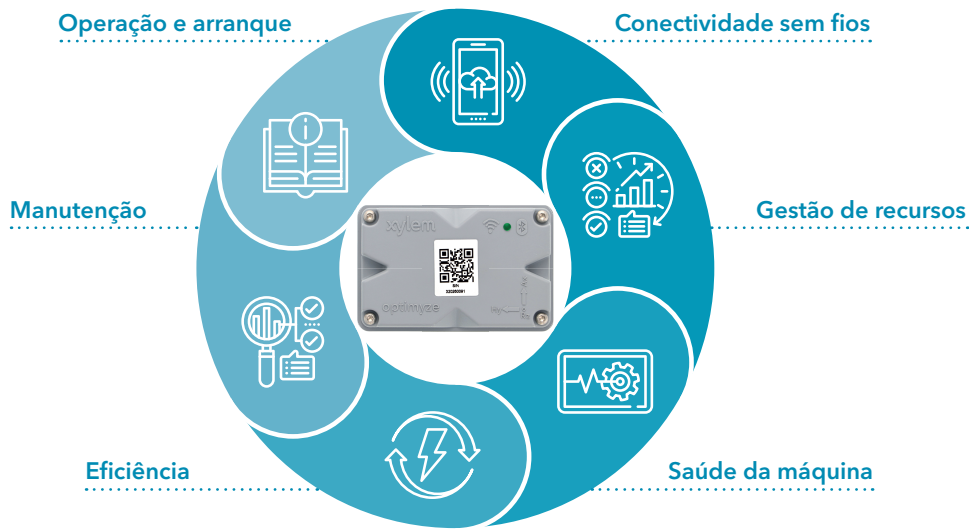 Operação e arranque
Conectividade sem fios
Manutenção
Gestão de recursos
xylem
S/N
optimyze
Eficiência
Saúde da máquina